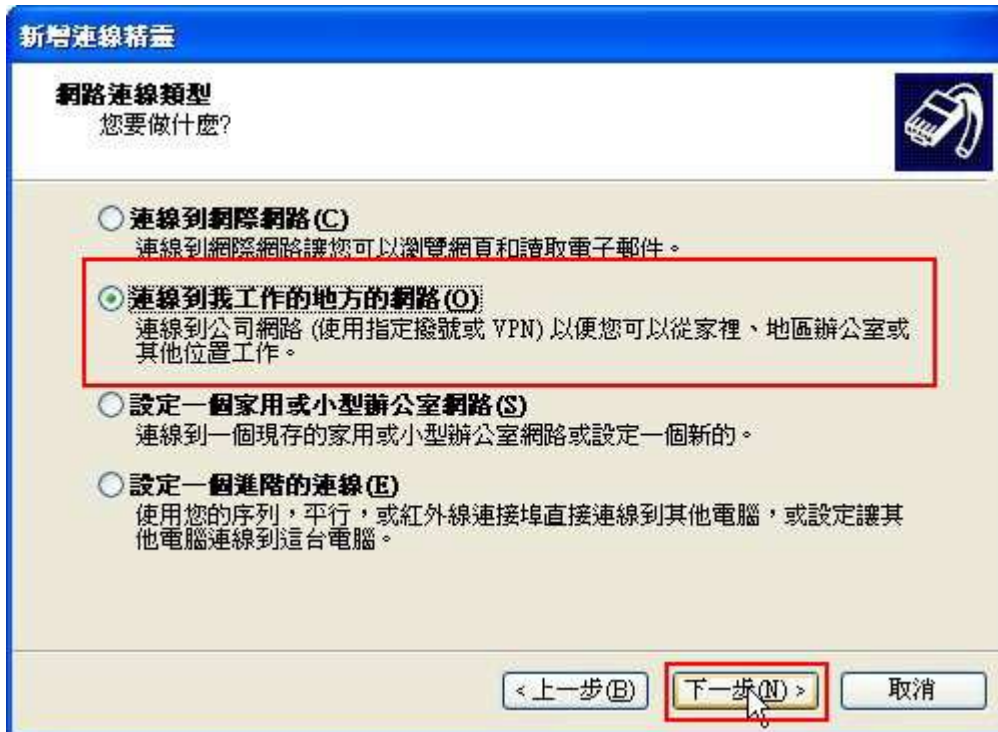 新增連線精靈
網路連線類型
您要做什麼?
連線到網際網路(C)
連線到網際網路讓您可以瀏覽網頁和讀取電子郵件。
連線到我工作的地方的網路(O)
連線到公司網路 (使用指定撥號或 VPN) 以便您可以從家裡、地區辦公室或
其他位置工作。
設定一個家用或小型辦公室網路(S)
連線到一個現存的家用或小型辦公室網路或設定一個新的。
設定一個進階的連線(E)
使用您的序列，平行，或紅外線連接埠直接連線到其他電腦，或設定讓其
他電腦連線到這台電腦。
<上一步(B)
下一步(N)>
取消